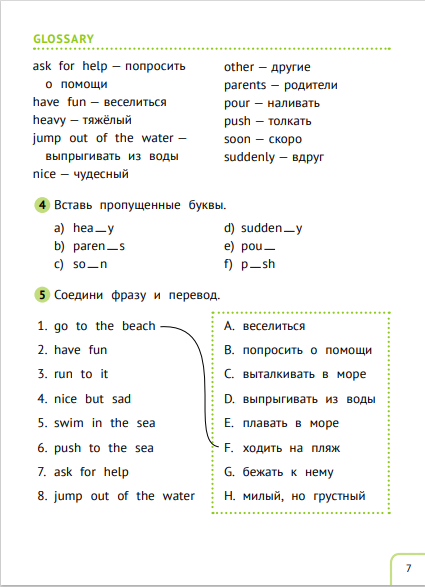 GLOSSARY
ask for help — попросить
о помощи
have fun — веселиться
heavy — тяжёлый
jump out of the water —
выпрыгивать из воды
nice — чудесный
other — другие
parents — родители
pour — наливать
push — толкать
soon — скоро
suddenly — вдруг
4 Вставь пропущенные буквы.
a) hea_y
b) paren_s
c) so_n
d) sudden_y
e) pou_
f) p_sh
5 Соедини фразу и перевод.
1. go to the beach
2. have fun
3. run to it
4. nice but sad
5. swim in the sea
6. push to the sea
7. ask for help
8. jump out of the water
A. веселиться
B. попросить о помощи
C. выталкивать в море
D. выпрыгивать из воды
E. плавать в море
F. ходить на пляж
G. бежать к нему
H. милый, но грустный
7